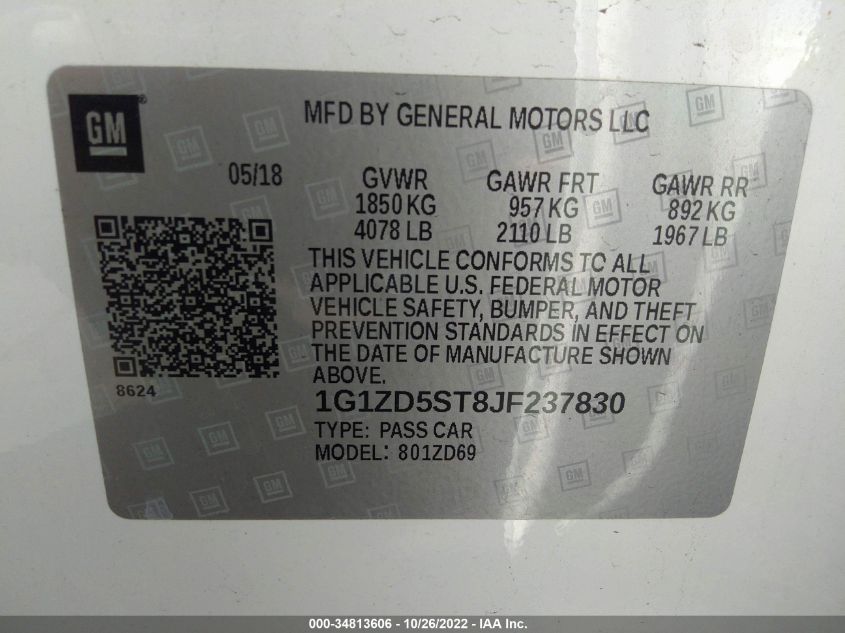 GM
MFD BY GENERAL MOTORS LLC
05/18
GVWR
1850 KG
4078 LB
GAWR FRT
957 KG
2110 LB
GAWR RR
892 KG
1967 LB
THIS VEHICLE CONFORMS TO ALL
APPLICABLE U.S. FEDERAL MOTOR
VEHICLE SAFETY, BUMPER, AND THEFT
PREVENTION STANDARDS IN EFFECT ON
THE DATE OF MANUFACTURE SHOWN
ABOVE.
8624
1G1ZD5ST8JF237830
TYPE: PASS CAR
MODEL: 801ZD69
000-34813606 - 10/26/2022 - IAA Inc.